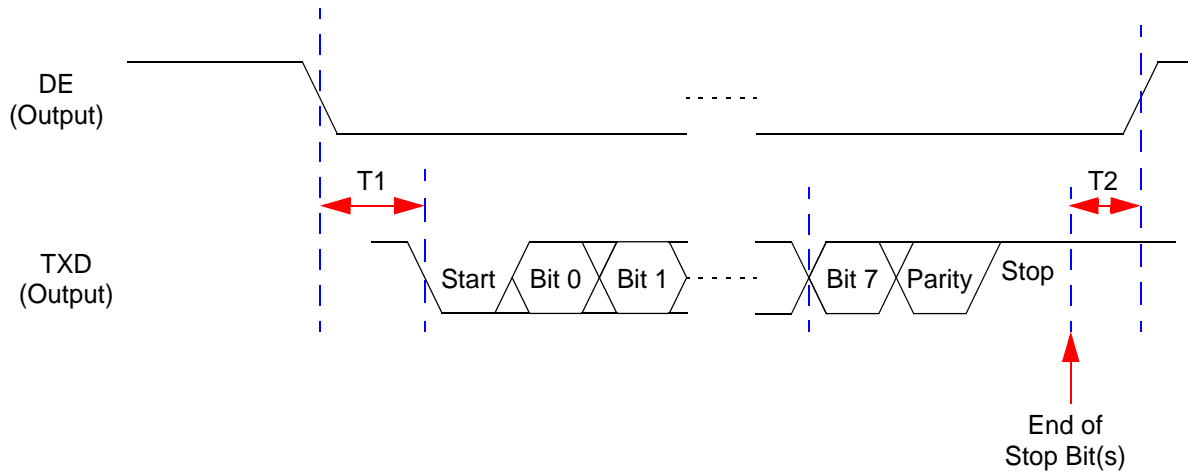 DE
(Output)
T1
T2
TXD
(Output)
Start
Bit 0
Bit 1
Bit 7
Parity
Stop
End of
Stop Bit(s)